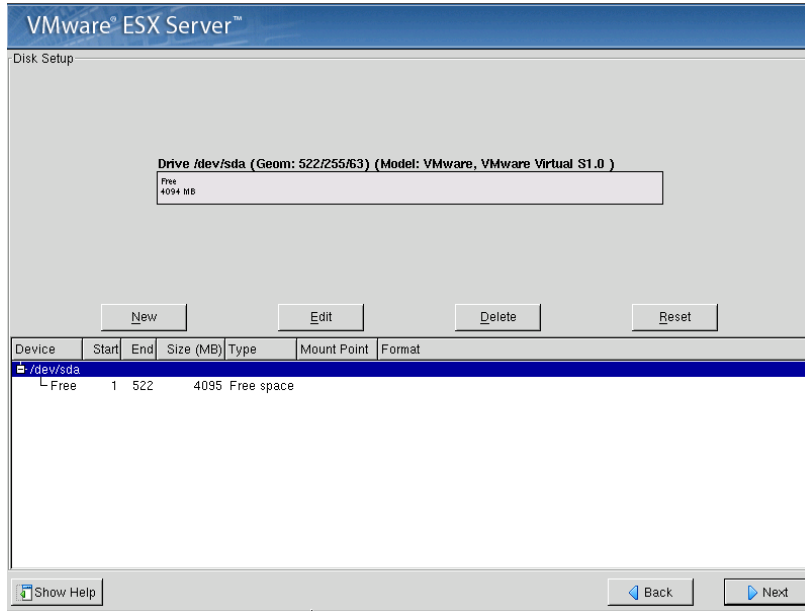 VMware® ESX Server™
Disk Setup
Drive /dev/sda (Geom: 522/255/63) (Model: VMware, VMware Virtual S1.0 )
Free
4094 MB
New
Edit
Delete
Reset
Device Start End Size (MB) Type Mount Point Format
/dev/sda
Free 1 522 4095 Free space
Show Help
Back
Next